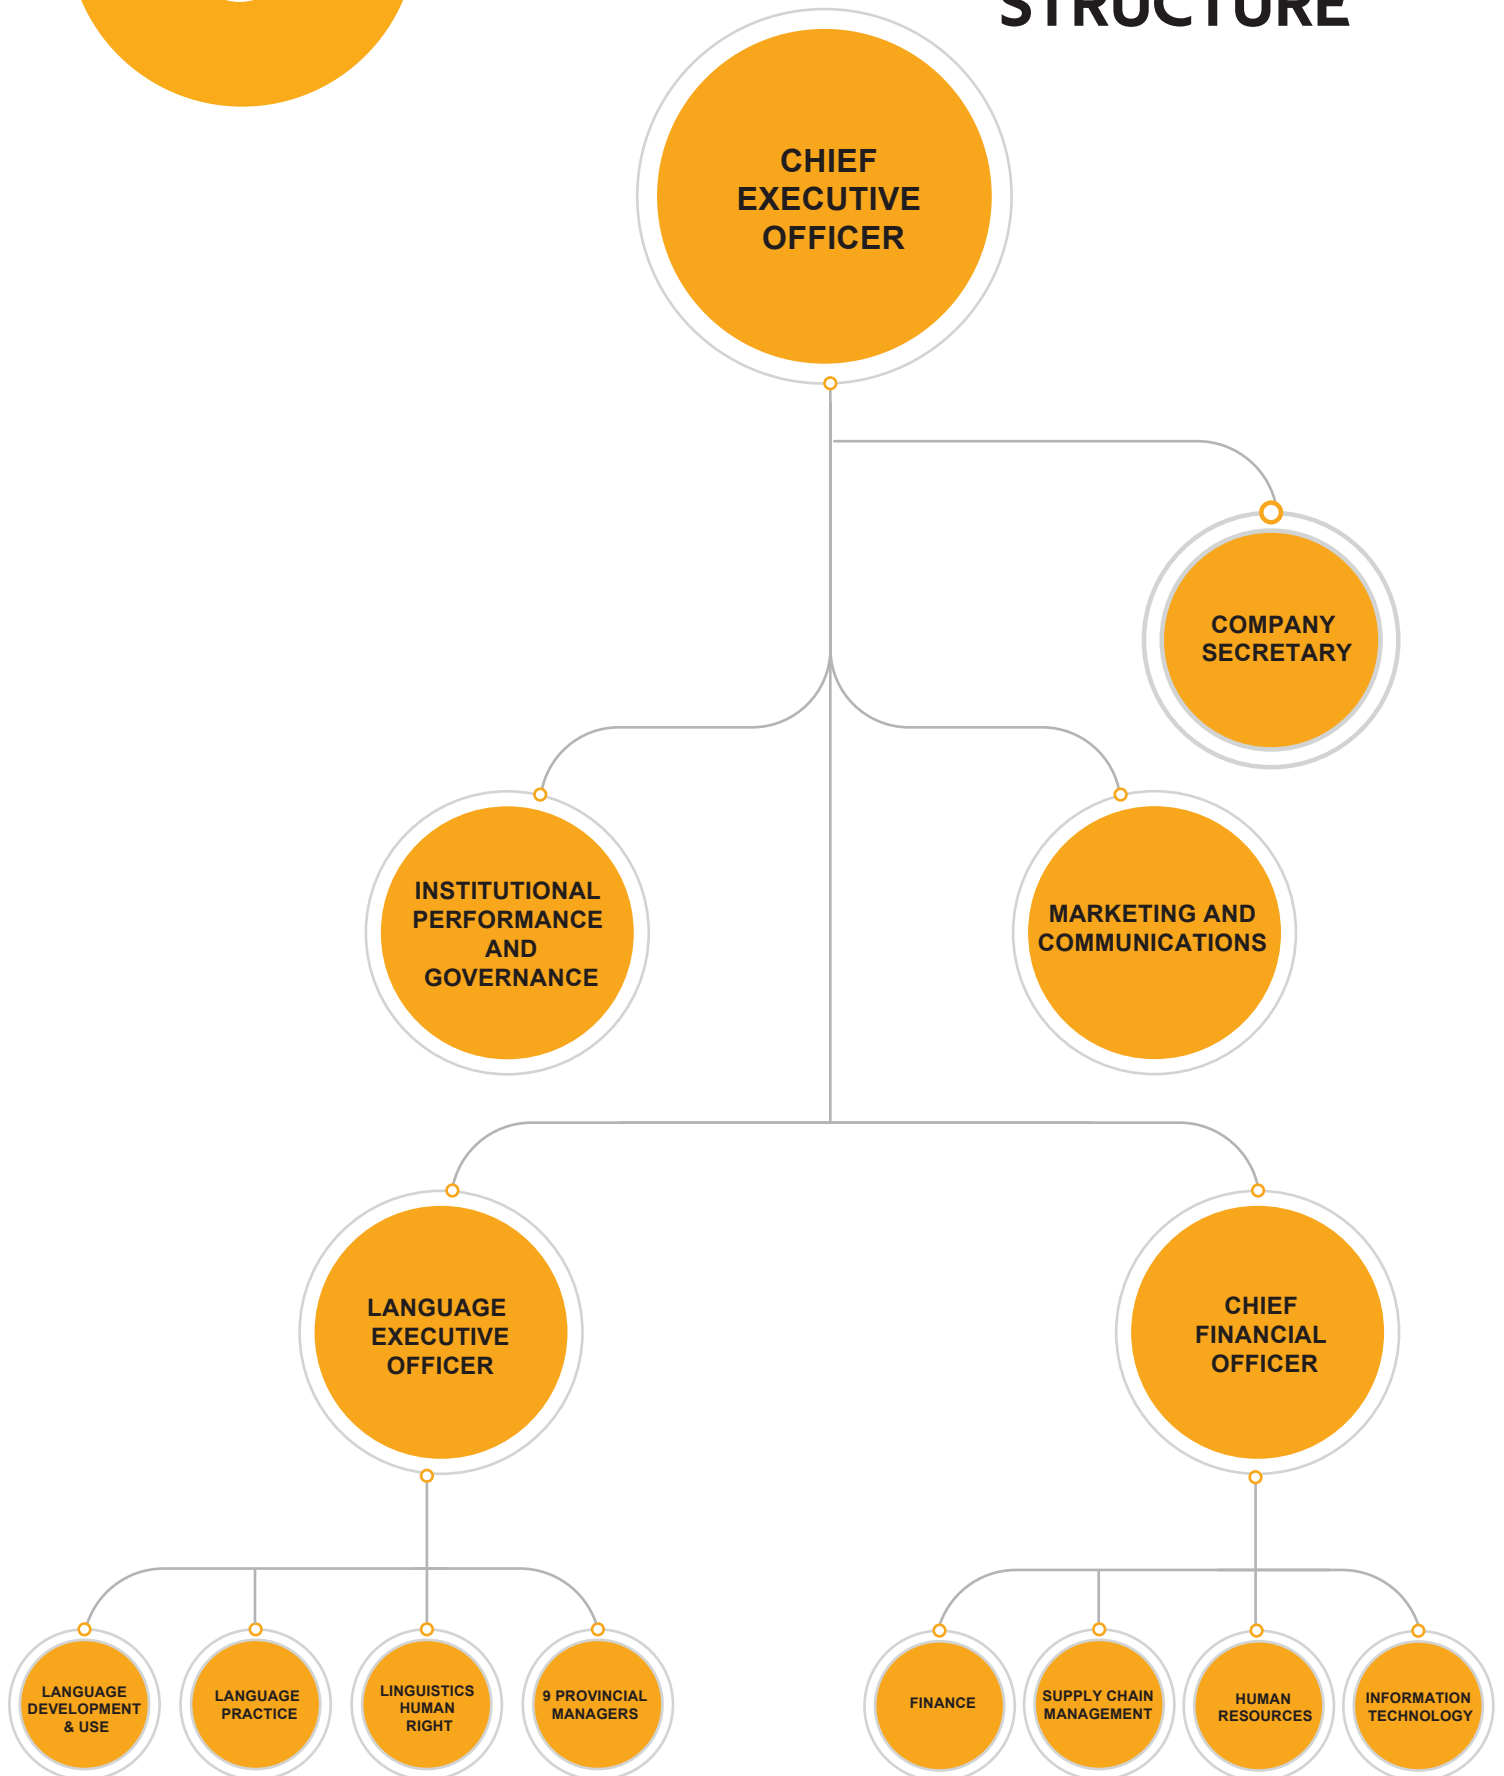 STRUCTURE
CHIEF
EXECUTIVE
OFFICER
COMPANY
SECRETARY
INSTITUTIONAL
PERFORMANCE
AND
GOVERNANCE
MARKETING AND
COMMUNICATIONS
LANGUAGE
EXECUTIVE
OFFICER
CHIEF
FINANCIAL
OFFICER
LANGUAGE
DEVELOPMENT
& USE
LANGUAGE
PRACTICE
LINGUISTICS
HUMAN
RIGHT
9 PROVINCIAL
MANAGERS
FINANCE
SUPPLY CHAIN
MANAGEMENT
HUMAN
RESOURCES
INFORMATION
TECHNOLOGY